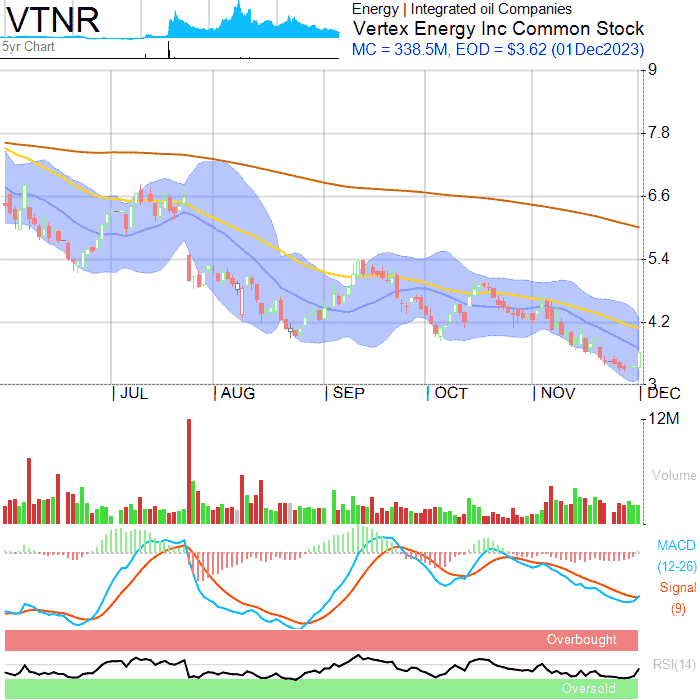 VTNR
5yr Chart
Energy | Integrated oil Companies
Vertex Energy Inc Common Stock
MC = 338.5M, EOD = $3.62 (01Dec2023)
9
7.8
6.6
5.4
4.2
3
JUL AUG SEP OCT NOV DEC
12M
Volume
MACD
(12-26)
Signal
(9)
Overbought
RSI(14)
Oversold